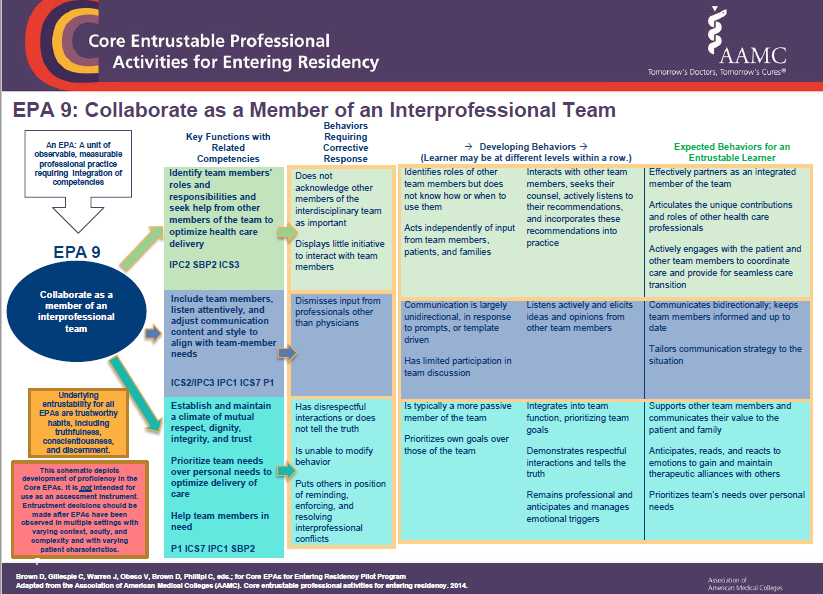 Core Entrustable Professional
Activities for Entering Residency
AAMC
Tomorrow's Doctors, Tomorrow's Cures®
EPA 9: Collaborate as a Member of an Interprofessional Team
An EPA: A unit of
observable, measurable
professional practice
requiring integration of
competencies
EPA 9
Collaborate as a
member of an
interprofessional
team
Underlying
entrustability for all
EPAs are trustworthy
habits, including
truthfulness,
conscientiousness,
and discernment.
This schematic depicts
development of proficiency in the
Core EPAs. It is not intended for
use as an assessment instrument.
Entrustment decisions should be
made after EPAs have been
observed in multiple settings with
varying context, acuity, and
complexity and with varying
patient characteristics.
Key Functions with
Related
Competencies
Identify team members'
roles and
responsibilities and
seek help from other
members of the team to
optimize health care
delivery
IPC2 SBP2 ICS3
Include team members,
listen attentively, and
adjust communication
content and style to
align with team-member
needs
ICS2/IPC3 IPC1 ICS7 P1
Establish and maintain
a climate of mutual
respect, dignity,
integrity, and trust
Prioritize team needs
over personal needs to
optimize delivery of
care
Help team members in
need
P1 ICS7 IPC1 SBP2
Behaviors
Requiring
Corrective
Response
Does not
acknowledge other
members of the
interdisciplinary team
as important
Displays little initiative
to interact with team
members
Dismisses input from
professionals other
than physicians
Has disrespectful
interactions or does
not tell the truth
Is unable to modify
behavior
Puts others in position
of reminding,
enforcing, and
resolving
interprofessional
conflicts
→ Developing Behaviors →
(Learner may be at different levels within a row.)
Identifies roles of other
team members but does
not know how or when to
use them
Acts independently of input
from team members,
patients, and families
Interacts with other team
members, seeks their
counsel, actively listens to
their recommendations,
and incorporates these
recommendations into
practice
Communication is largely
unidirectional, in response
to prompts, or template
driven
Has limited participation in
team discussion
Listens actively and elicits
ideas and opinions from
other team members
Is typically a more passive
member of the team
Prioritizes own goals over
those of the team
Integrates into team
function, prioritizing team
goals
Demonstrates respectful
interactions and tells the
truth
Remains professional and
anticipates and manages
emotional triggers
Expected Behaviors for an
Entrustable Learner
Effectively partners as an integrated
member of the team
Articulates the unique contributions
and roles of other health care
professionals
Actively engages with the patient and
other team members to coordinate
care and provide for seamless care
transition
Communicates bidirectionally; keeps
team members informed and up to
date
Tailors communication strategy to the
situation
Supports other team members and
communicates their value to the
patient and family
Anticipates, reads, and reacts to
emotions to gain and maintain
therapeutic alliances with others
Prioritizes team's needs over personal
needs
Brown D, Gillespie C, Warren J, Obeso V, Brown D, Phillipi C, eds.; for Core EPAs for Entering Residency Pilot Program
Adapted from the Association of American Medical Colleges (AAMC). Core entrustable professional activities for entering residency. 2014.
Association of
American Medical Colleges